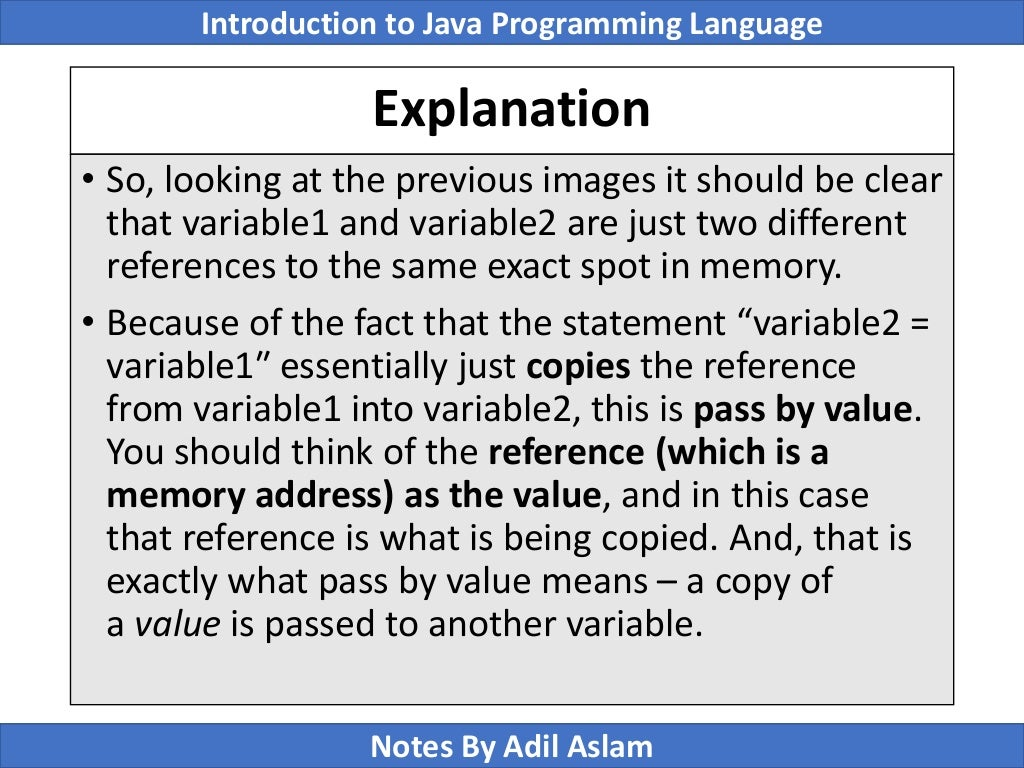 Introduction to Java Programming Language
Explanation
• So, looking at the previous images it should be clear
that variable1 and variable2 are just two different
references to the same exact spot in memory.
• Because of the fact that the statement “variable2 =
variable1″ essentially just copies the reference
from variable1 into variable2, this is pass by value.
You should think of the reference (which is a
memory address) as the value, and in this case
that reference is what is being copied. And, that is
exactly what pass by value means – a copy of
a value is passed to another variable.
Notes By Adil Aslam